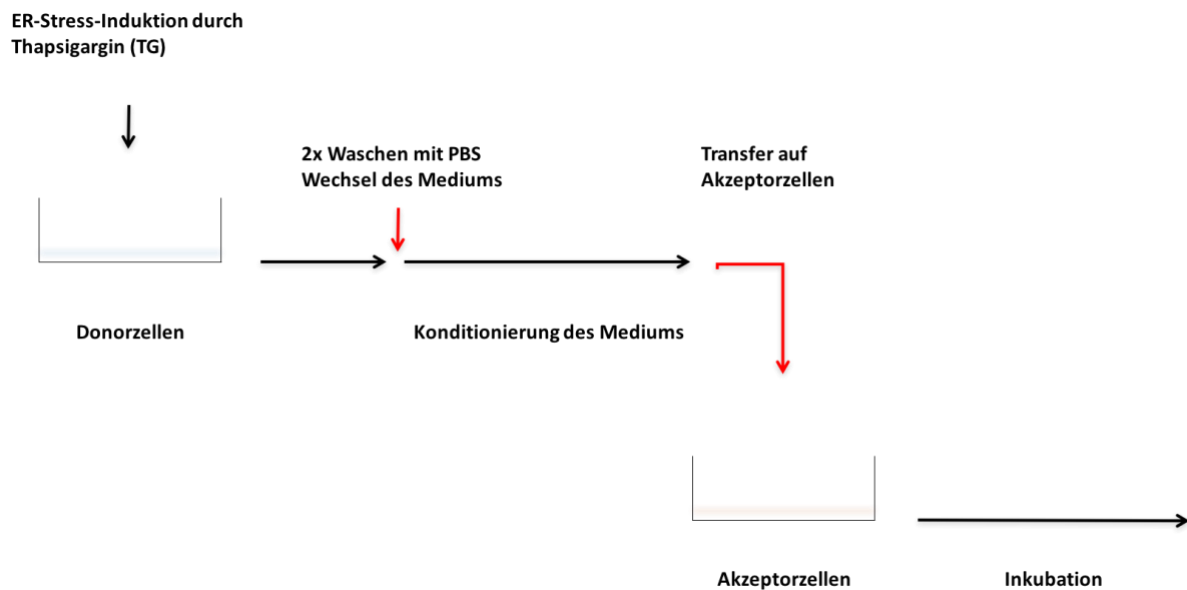 ER-Stress-Induktion durch
Thapsigargin (TG)
2x Waschen mit PBS
Wechsel des Mediums
Transfer auf
Akzeptorzellen
Donorzellen
Konditionierung des Mediums
Akzeptorzellen
Inkubation